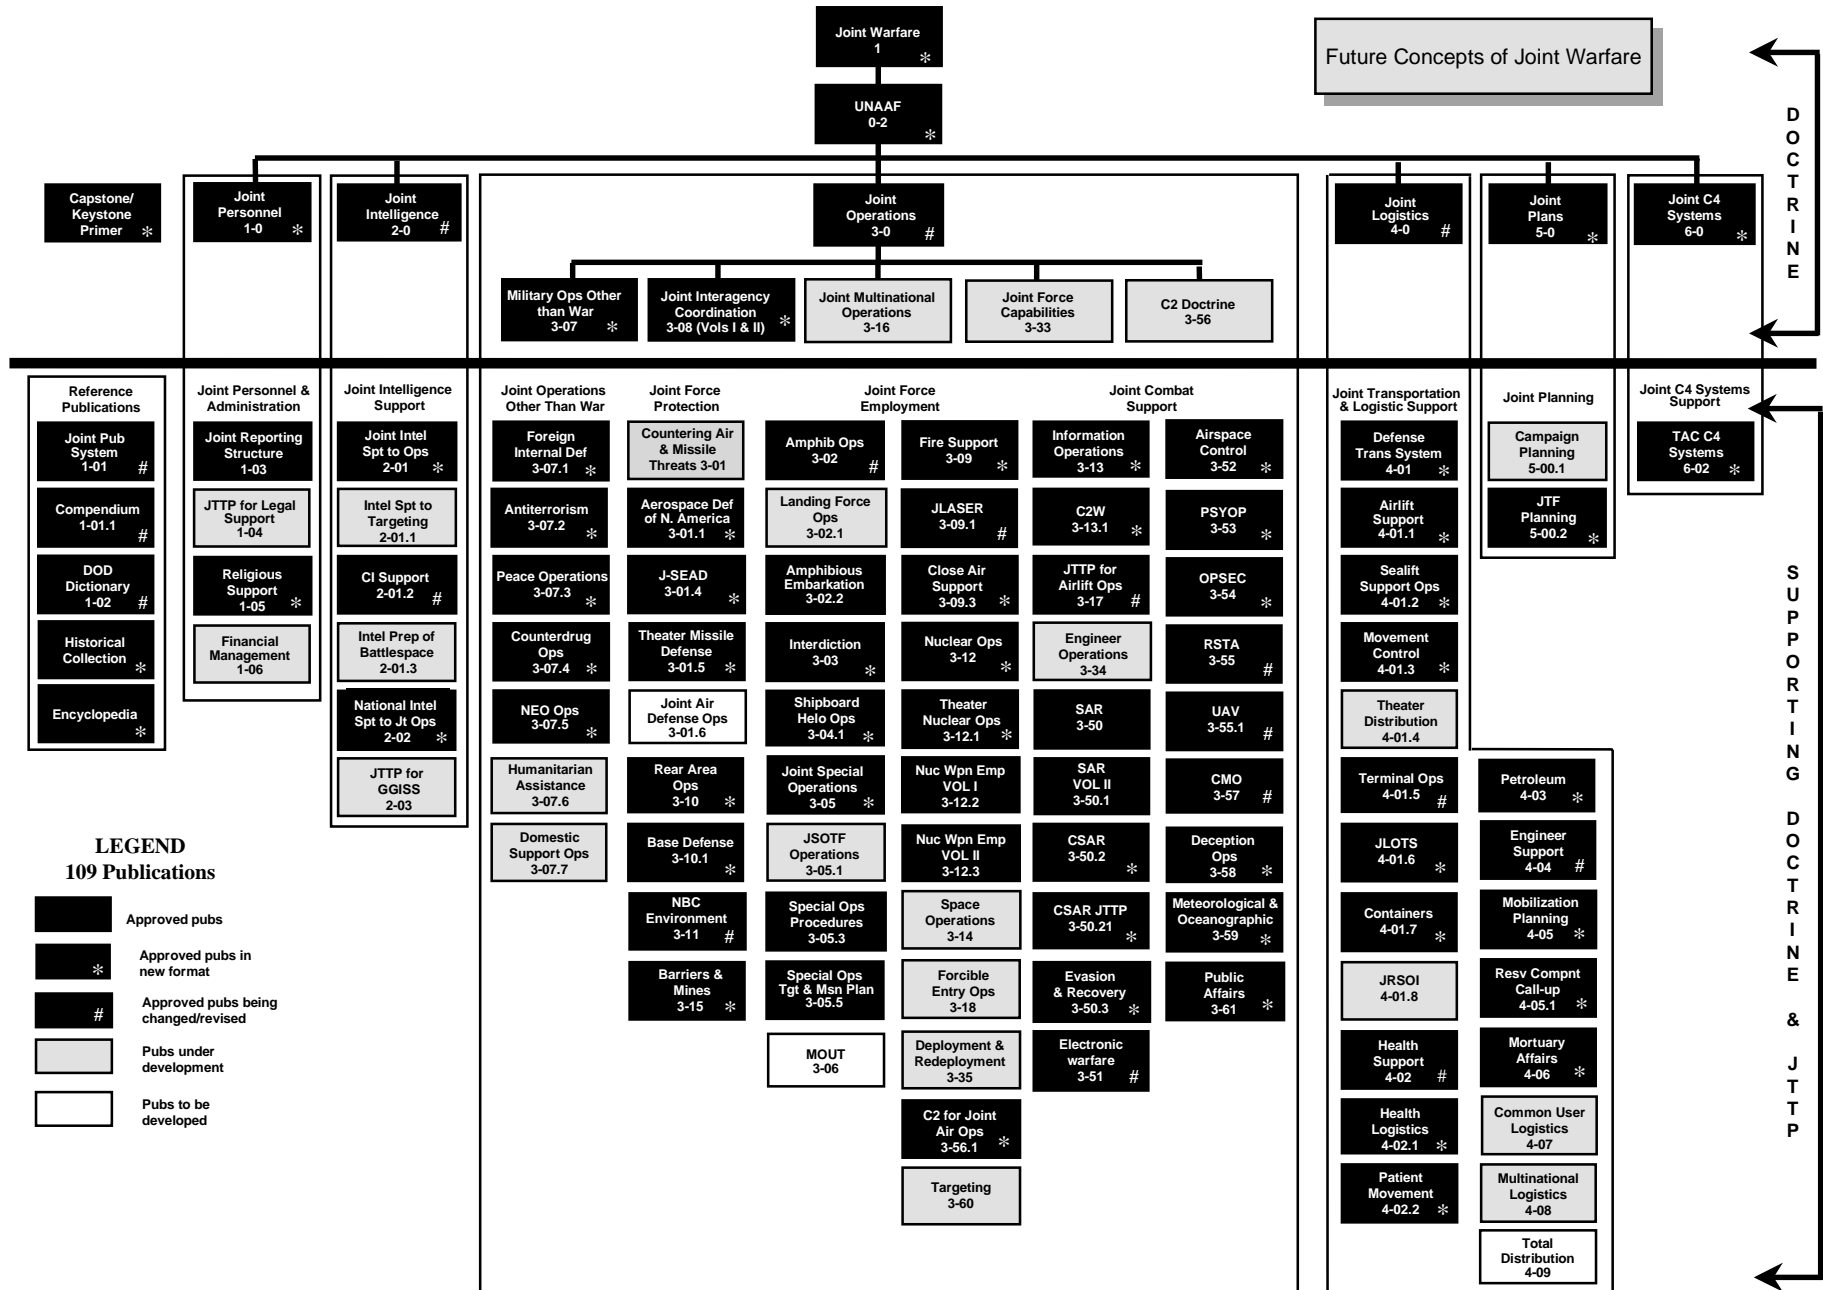 Joint Warfare
1
*
Future Concepts of Joint Warfare
UNAAF
0-2
*
DOCTRINE
Capstone/
Keystone
Primer *
Joint
Personnel
1-0 *
Joint
Intelligence
2-0 #
Joint
Operations
3-0 #
Joint
Logistics
4-0 #
Joint
Plans
5-0 *
Joint C4
Systems
6-0 *
Military Ops Other
than War
3-07 *
Joint Interagency
Coordination
3-08 (Vols I & II) *
Joint Multinational
Operations
3-16
Joint Force
Capabilities
3-33
C2 Doctrine
3-56
Reference
Publications
Joint Pub
System
1-01 #
Compendium
1-01.1
#
DOD
Dictionary
1-02 #
Historical
Collection *
Encyclopedia
*
Joint Personnel &
Administration
Joint Reporting
Structure
1-03
JTTP for Legal
Support
1-04
Religious
Support
1-05 *
Financial
Management
1-06
Joint Intelligence
Support
Joint Intel
Spt to Ops
2-01 *
Intel Spt to
Targeting
2-01.1
CI Support
2-01.2 #
Intel Prep of
Battlespace
2-01.3
National Intel
Spt to Jt Ops
2-02 *
JTTP for
GGISS
2-03
Joint Operations
Other Than War
Foreign
Internal Def
3-07.1 *
Antiterrorism
3-07.2
*
Peace Operations
3-07.3
*
Counterdrug
Ops
3-07.4 *
NEO Ops
3-07.5
*
Humanitarian
Assistance
3-07.6
Domestic
Support Ops
3-07.7
Joint Force
Protection
Countering Air
& Missile
Threats 3-01
Aerospace Def
of N. America
3-01.1 *
J-SEAD
3-01.4
*
Theater Missile
Defense
3-01.5 *
Joint Air
Defense Ops
3-01.6
Rear Area
Ops
3-10 *
Base Defense
3-10.1
*
NBC
Environment
3-11 #
Barriers &
Mines
3-15 *
Joint Force
Employment
Amphib Ops
3-02
#
Landing Force
Ops
3-02.1
Amphibious
Embarkation
3-02.2
Interdiction
3-03
*
Shipboard
Helo Ops
3-04.1 *
Joint Special
Operations
3-05 *
JSOTF
Operations
3-05.1
Special Ops
Procedures
3-05.3
Special Ops
Tgt & Msn Plan
3-05.5
MOUT
3-06
Fire Support
3-09
*
JLASER
3-09.1
#
Close Air
Support
3-09.3 *
Nuclear Ops
3-12
*
Theater
Nuclear Ops
3-12.1 *
Nuc Wpn Emp
VOL I
3-12.2
Nuc Wpn Emp
VOL II
3-12.3
Space
Operations
3-14
Forcible
Entry Ops
3-18
Deployment &
Redeployment
3-35
C2 for Joint
Air Ops
3-56.1 *
Targeting
3-60
Joint Combat
Support
Information
Operations
3-13 *
C2W
3-13.1
*
JTTP for
Airlift Ops
3-17 #
Engineer
Operations
3-34
SAR
3-50
SAR
VOL II
3-50.1
CSAR
3-50.2
*
CSAR JTTP
3-50.21
*
Evasion
& Recovery
3-50.3 *
Electronic
warfare
3-51 #
Airspace
Control
3-52 *
PSYOP
3-53
*
OPSEC
3-54
*
RSTA
3-55
#
UAV
3-55.1
#
CMO
3-57
#
Deception
Ops
3-58 *
Meteorological &
Oceanographic
3-59 *
Public
Affairs
3-61 *
Joint Transportation
& Logistic Support
Defense
Trans System
4-01 *
Airlift
Support
4-01.1 *
Sealift
Support Ops
4-01.2 *
Movement
Control
4-01.3 *
Theater
Distribution
4-01.4
Terminal Ops
4-01.5
#
JLOTS
4-01.6
*
Containers
4-01.7
*
JRSOI
4-01.8
Health
Support
4-02 #
Health
Logistics
4-02.1 *
Patient
Movement
4-02.2 *
Joint Planning
Campaign
Planning
5-00.1
JTF
Planning
5-00.2 *
Petroleum
4-03
*
Engineer
Support
4-04 #
Mobilization
Planning
4-05 *
Resv Compnt
Call-up
4-05.1 *
Mortuary
Affairs
4-06 *
Common User
Logistics
4-07
Multinational
Logistics
4-08
Total
Distribution
4-09
Joint C4 Systems
Support
TAC C4
Systems
6-02 *
SUPPORTING DOCTRINE & JTTP
LEGEND
109 Publications
Approved pubs
*
Approved pubs in
new format
#
Approved pubs being
changed/revised
Pubs under
development
Pubs to be
developed